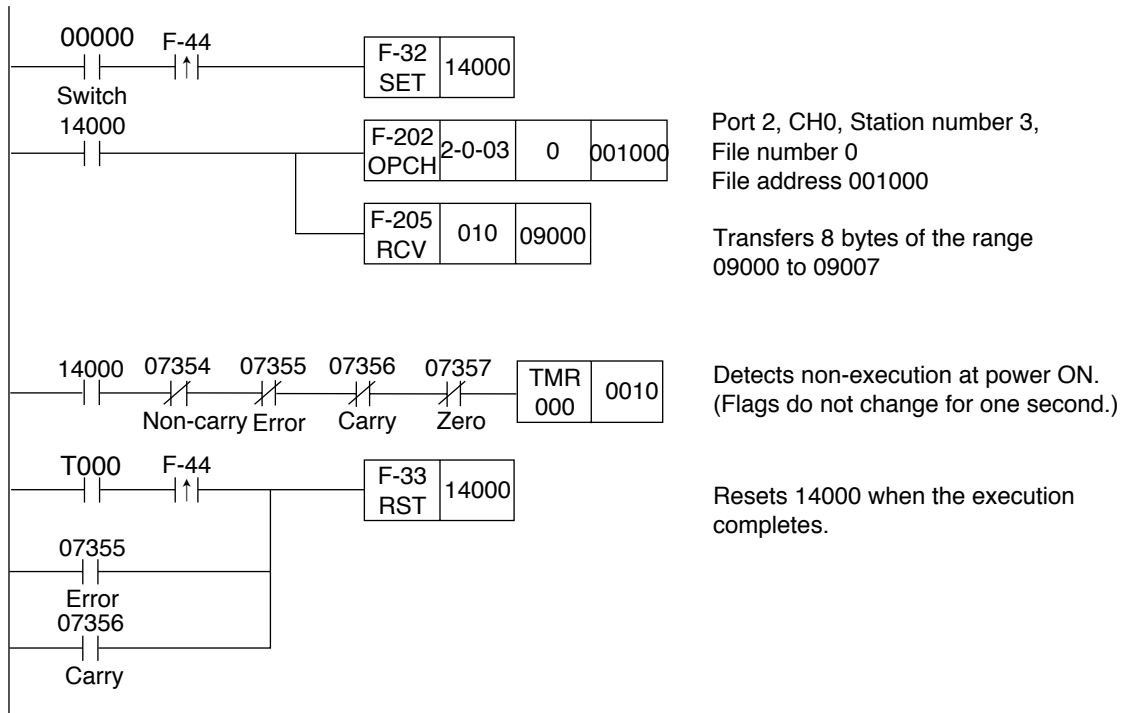 00000 F-44
F-32 SET 14000
Switch
14000
F-202 OPCH 2-0-03 0 001000
Port 2, CH0, Station number 3,
File number 0
File address 001000
F-205 RCV 010 09000
Transfers 8 bytes of the range
09000 to 09007
14000 07354 07355 07356 07357
TMR 000 0010
Non-carry Error Carry Zero
Detects non-execution at power ON.
(Flags do not change for one second.)
T000 F-44
F-33 RST 14000
Resets 14000 when the execution
completes.
07355
Error
07356
Carry